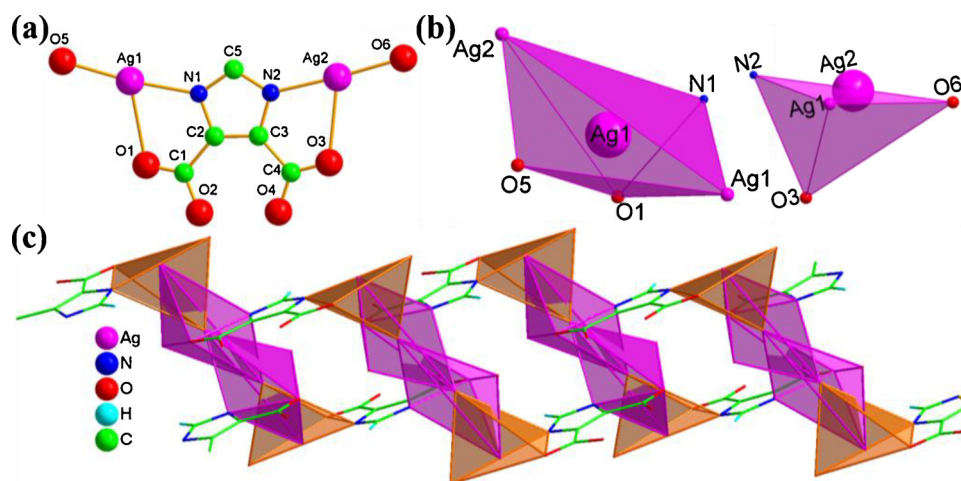 (a)
O5
Ag1
N1
C5
N2
Ag2
O6
C2
C3
O1
C1
C4
O3
O2
O4
(b)
Ag2
N1
Ag1
O5
O1
Ag1
N2
Ag2
Ag1
O6
O3
(c)
Ag
N
O
H
C